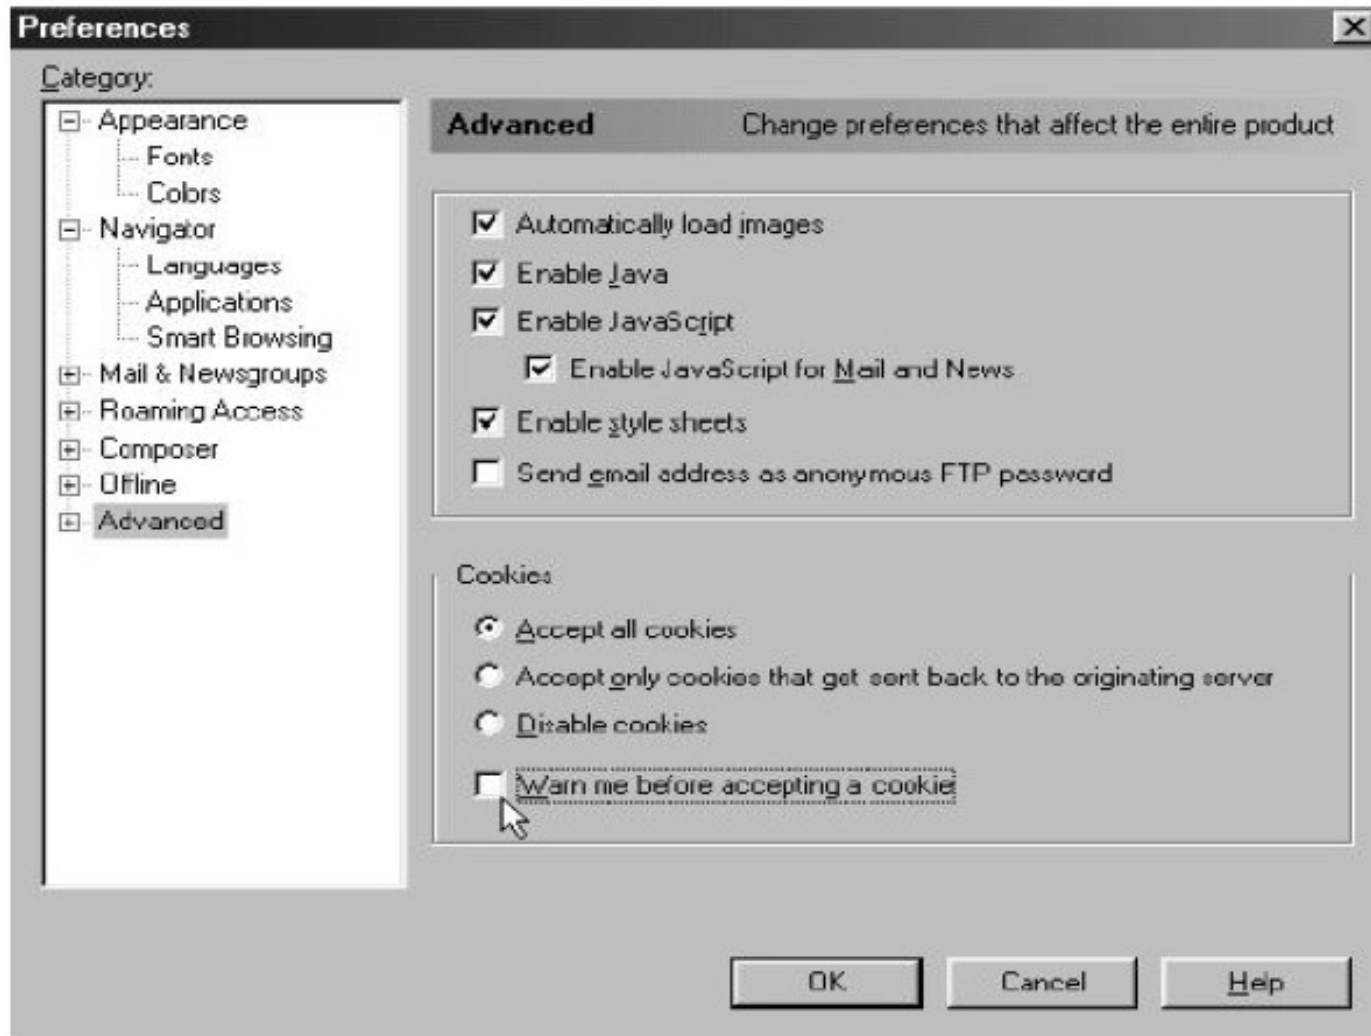 Preferences
Category:
Appearance
Fonts
Colors
Navigator
Languages
Applications
Smart Browsing
Mail & Newsgroups
Roaming Access
Composer
Offline
Advanced
Advanced Change preferences that affect the entire product
Automatically load images
Enable Java
Enable JavaScript
Enable JavaScript for Mail and News
Enable style sheets
Send email address as anonymous FTP password
Cookies
Accept all cookies
Accept only cookies that get sent back to the originating server
Disable cookies
Warn me before accepting a cookie
OK Cancel Help